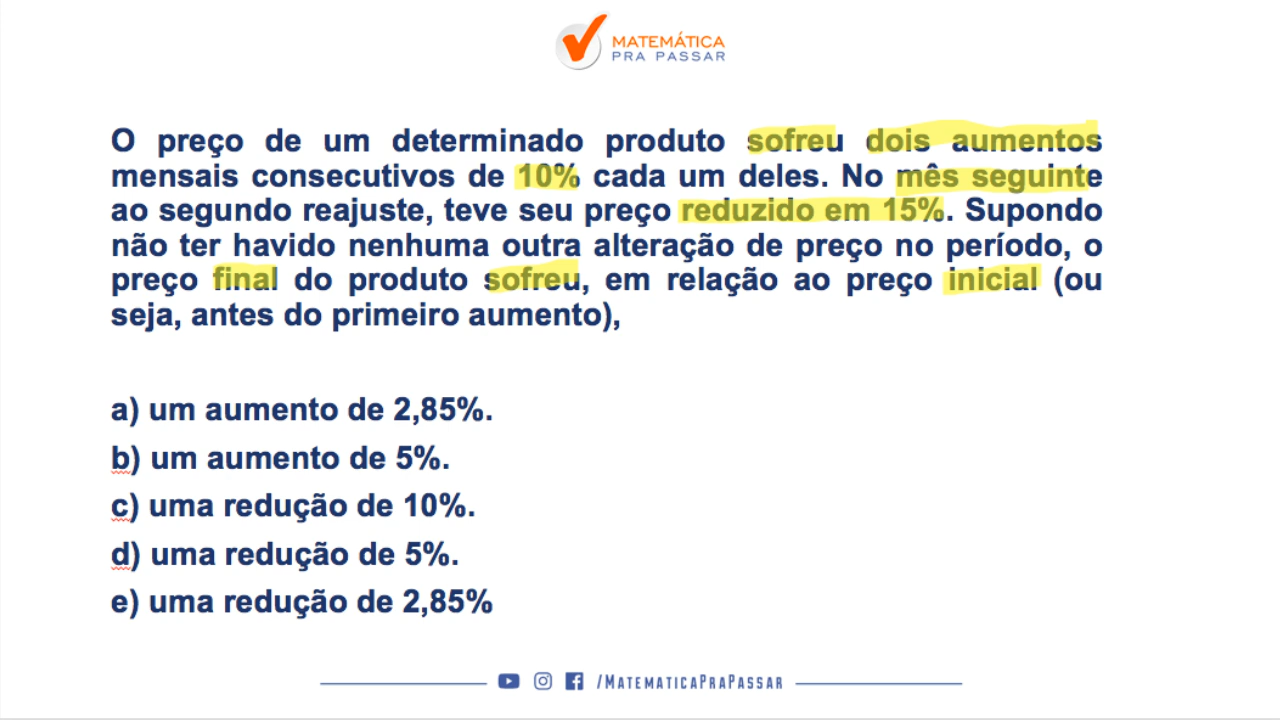 MATEMÁTICA
PRA PASSAR
O preço de um determinado produto sofreu dois aumentos
mensais consecutivos de 10% cada um deles. No mês seguinte
ao segundo reajuste, teve seu preço reduzido em 15%. Supondo
não ter havido nenhuma outra alteração de preço no período, o
preço final do produto sofreu, em relação ao preço inicial (ou
seja, antes do primeiro aumento),
a) um aumento de 2,85%.
b) um aumento de 5%.
c) uma redução de 10%.
d) uma redução de 5%.
e) uma redução de 2,85%
/MATEMATICAPRAPASSAR